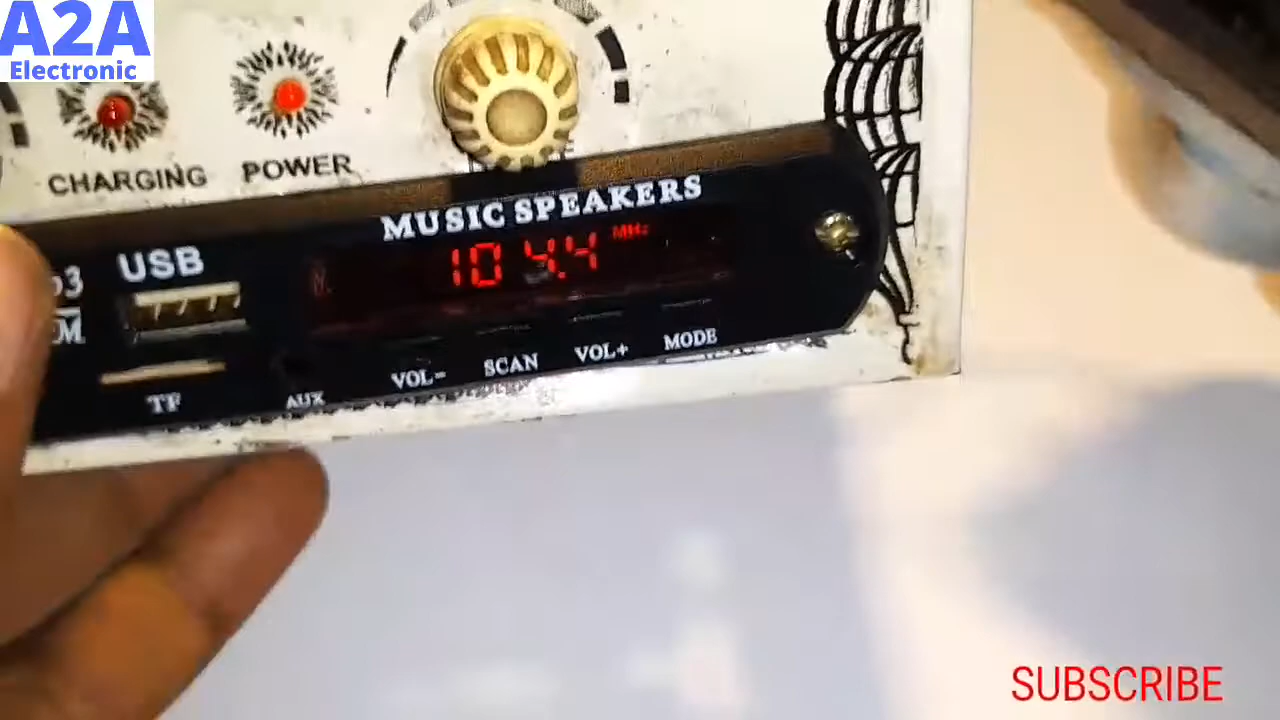 A2A
Electronic
CHARGING
POWER
MUSIC SPEAKERS
USB
104.4 MHz
VOL-
SCAN
VOL+
MODE
TF
AUX
SUBSCRIBE